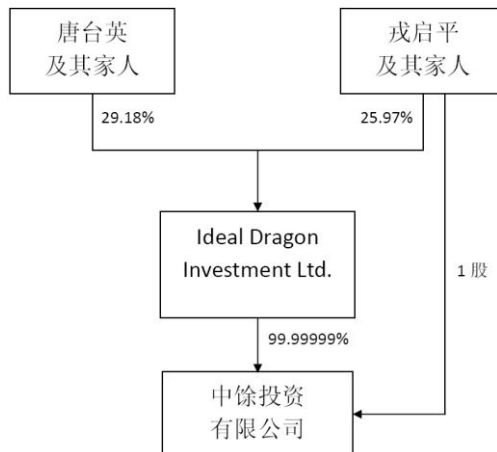 唐台英
及其家人
戎启平
及其家人
29.18%
25.97%
Ideal Dragon
Investment Ltd.
1 股
99.99999%
中馀投资
有限公司